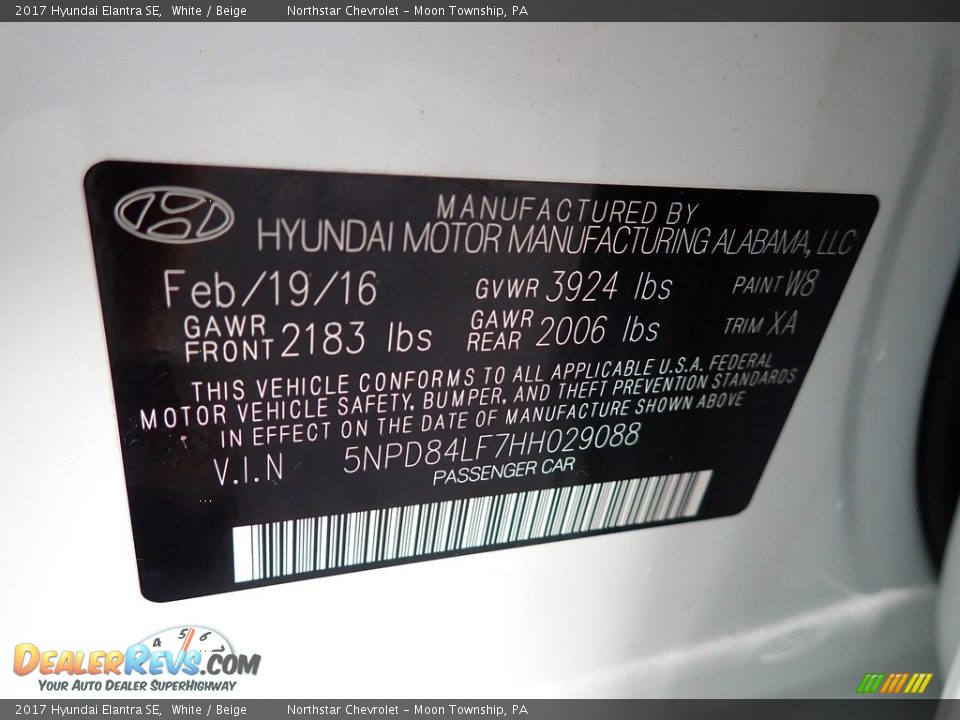 2017 Hyundai Elantra SE,  White / Beige     Northstar Chevrolet - Moon Township, PA
MANUFACTURED BY
HYUNDAI MOTOR MANUFACTURING ALABAMA, LLC
Feb/19/16 GVWR 3924 lbs PAINT W8
GAWR FRONT 2183 lbs GAWR REAR 2006 lbs TRIM XA
THIS VEHICLE CONFORMS TO ALL APPLICABLE U.S.A. FEDERAL
MOTOR VEHICLE SAFETY, BUMPER, AND THEFT PREVENTION STANDARDS
IN EFFECT ON THE DATE OF MANUFACTURE SHOWN ABOVE
V.I.N 5NPD84LF7HH029088
PASSENGER CAR
4 5 6
DEALERREVS.COM
YOUR AUTO DEALER SUPERHIGHWAY
2017 Hyundai Elantra SE,  White / Beige     Northstar Chevrolet - Moon Township, PA